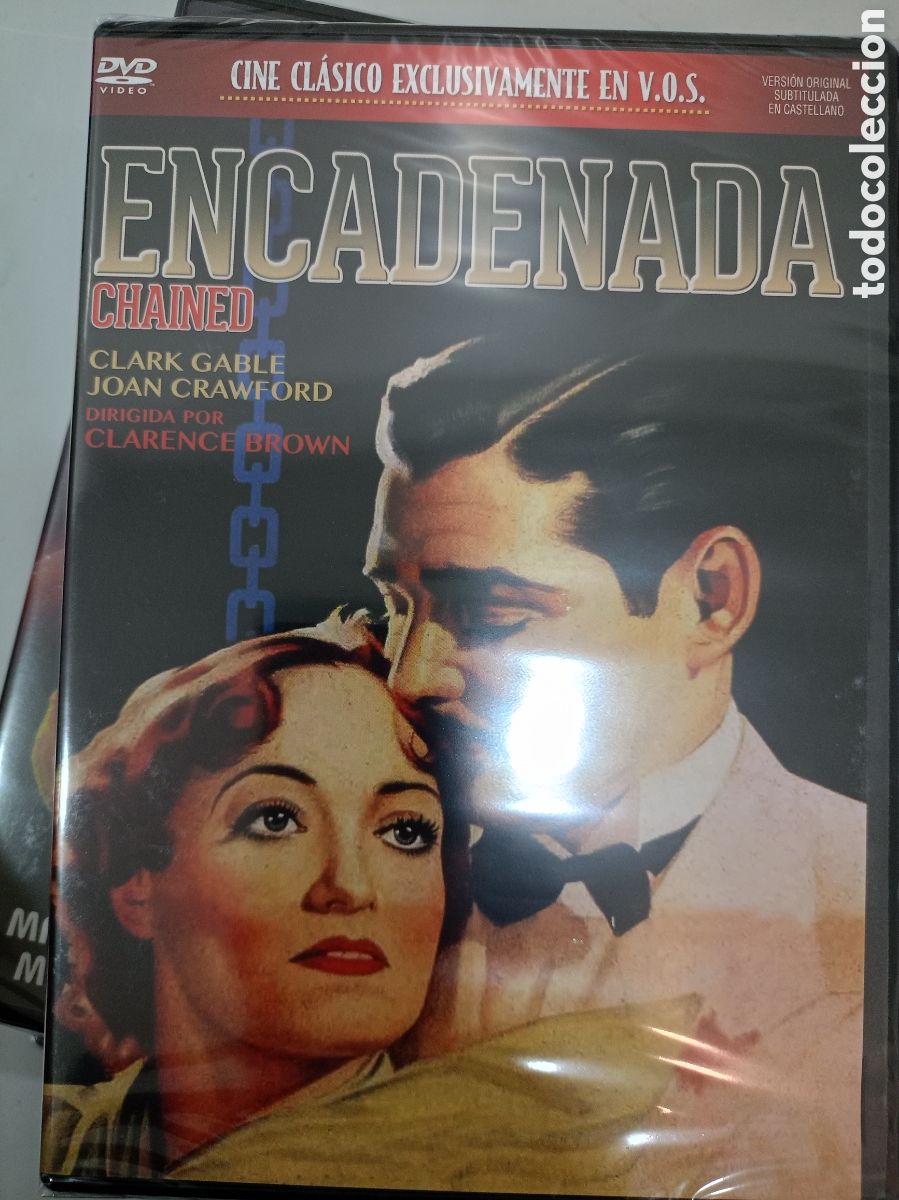 DVD
VIDEO
CINE CLÁSICO EXCLUSIVAMENTE EN V.O.S.
VERSIÓN ORIGINAL
SUBTITULADA
EN CASTELLANO
ENCADENADA
CHAINED
CLARK GABLE
JOAN CRAWFORD
DIRIGIDA POR
CLARENCE BROWN
todocoleccion